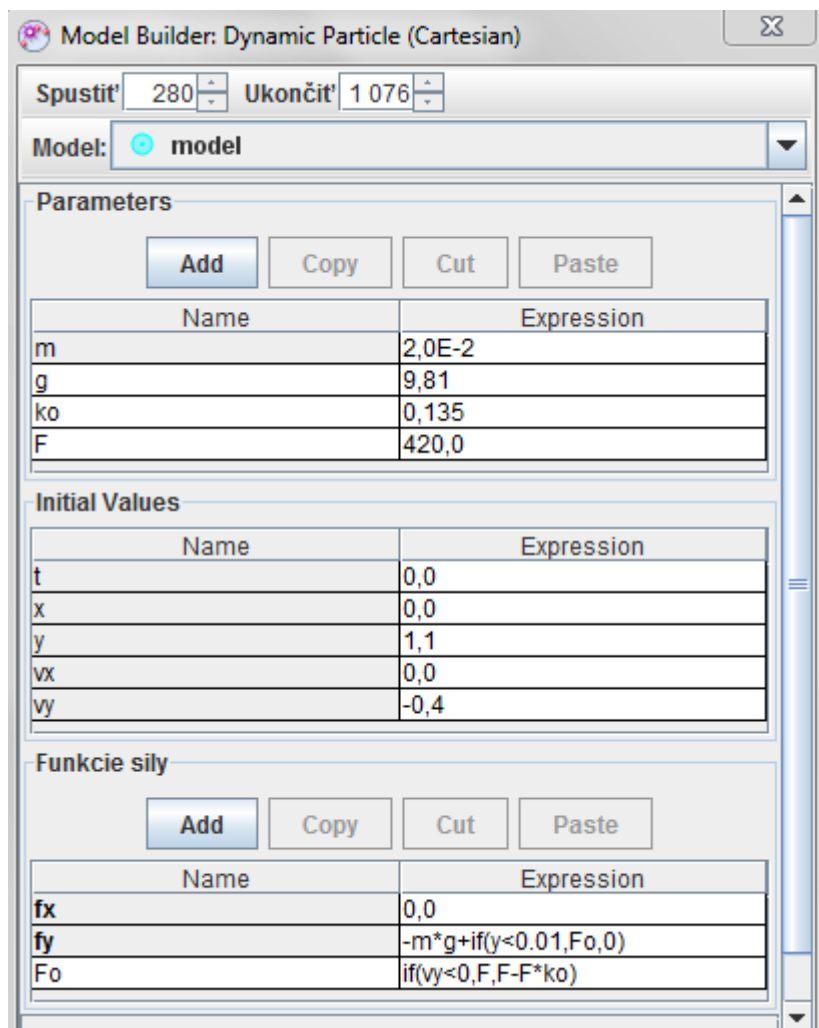 Model Builder: Dynamic Particle (Cartesian)
Spustiť 280 Ukončiť 1 076
Model: model
Parameters
Add Copy Cut Paste
Name Expression
m 2,0E-2
g 9,81
ko 0,135
F 420,0
Initial Values
Name Expression
t 0,0
x 0,0
y 1,1
vx 0,0
vy -0,4
Funkcie sily
Add Copy Cut Paste
Name Expression
fx 0,0
fy -m*g+if(y<0.01,Fo,0)
Fo if(vy<0,F,F-F*ko)